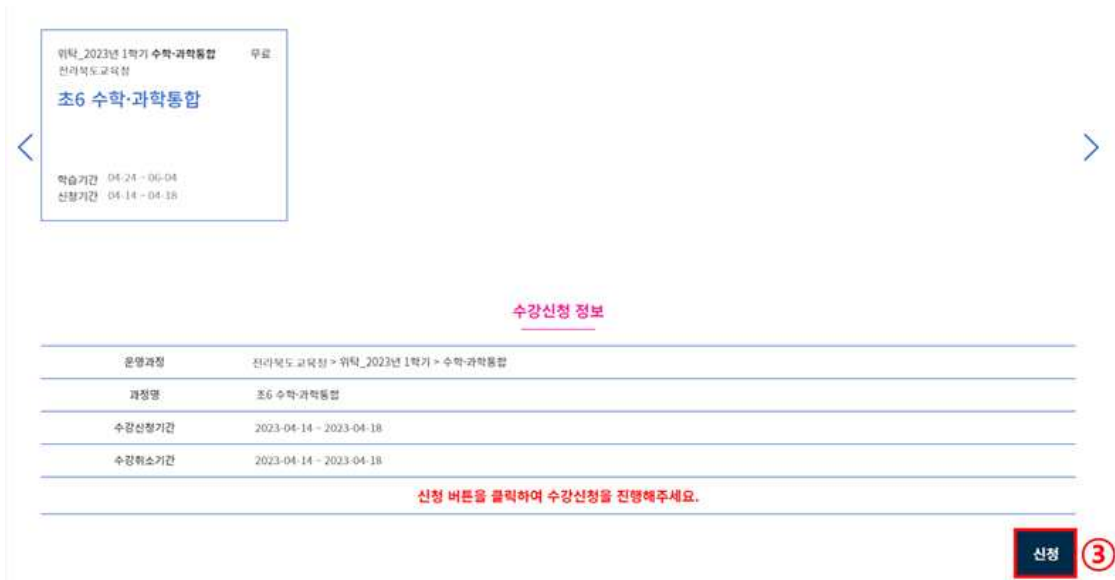 위탁_2023년 1학기 수학·과학통합 무료
전라북도교육청
초6 수학·과학통합
학습기간 04-24 ~ 06-04
신청기간 04-14 ~ 04-18
수강신청 정보
운영과정 전라북도교육청 > 위탁_2023년 1학기 > 수학·과학통합
과정명 초6 수학·과학통합
수강신청기간 2023-04-14 ~ 2023-04-18
수강취소기간 2023-04-14 ~ 2023-04-18
신청 버튼을 클릭하여 수강신청을 진행해주세요.
신청 ③